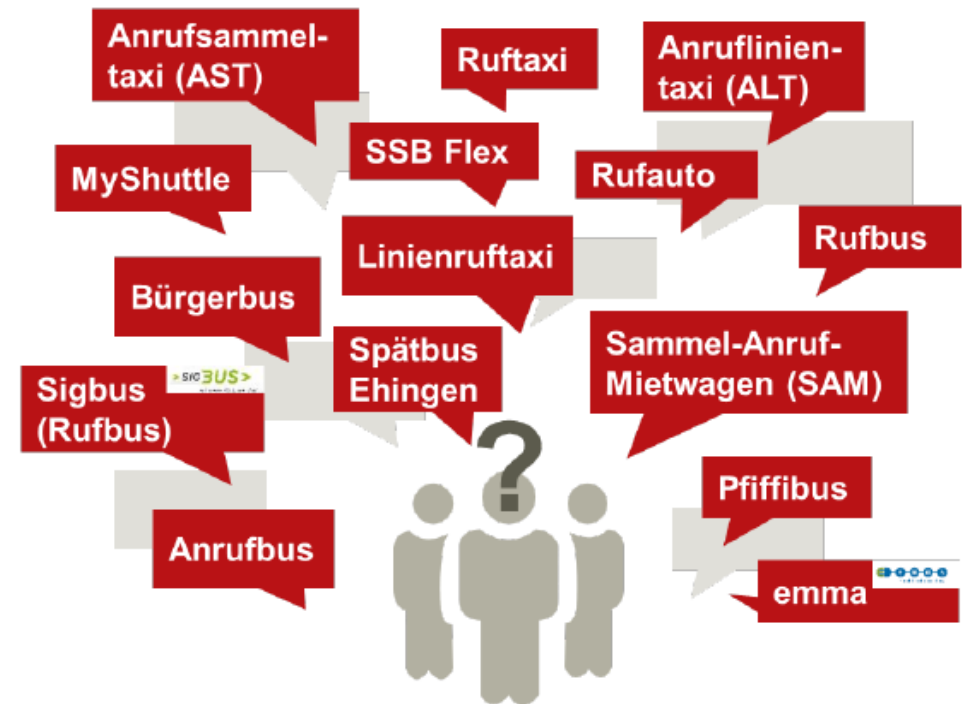 Anrufsammel-
taxi (AST)
Ruftaxi
Anruflinien-
taxi (ALT)
SSB Flex
MyShuttle
Rufauto
Rufbus
Linienruftaxi
Bürgerbus
Spätbus
Ehingen
Sammel-Anruf-
Mietwagen (SAM)
> SIGBUS >
Sigbus
(Rufbus)
?
Pfiffibus
Anrufbus
emma